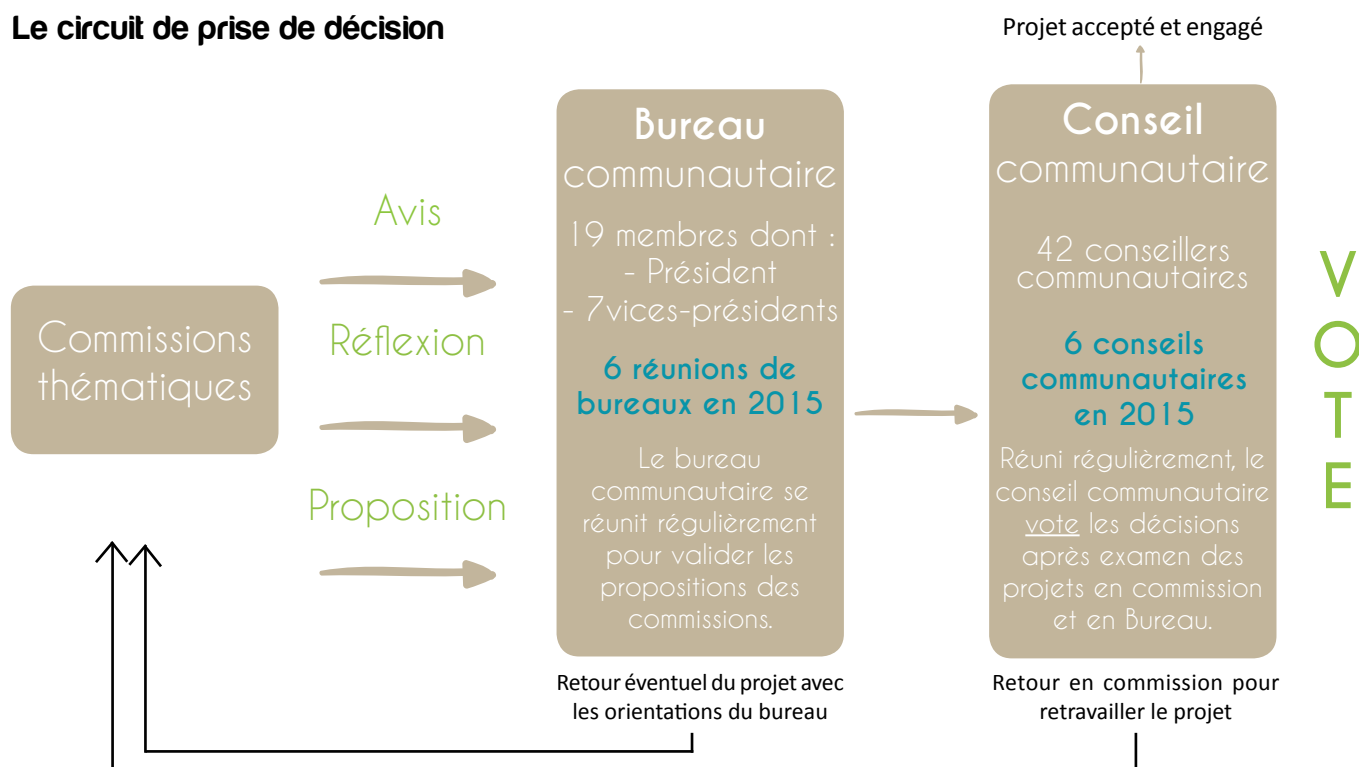 Le circuit de prise de décision
Commissions
thématiques
Avis
Réflexion
Proposition
Bureau
communautaire
19 membres dont :
- Président
- 7vices-présidents
6 réunions de
bureaux en 2015
Le bureau
communautaire se
réunit régulièrement
pour valider les
propositions des
commissions.
Retour éventuel du projet avec
les orientations du bureau
Projet accepté et engagé
Conseil
communautaire
42 conseillers
communautaires
6 conseils
communautaires
en 2015
Réuni régulièrement, le
conseil communautaire
vote les décisions
après examen des
projets en commission
et en Bureau.
Retour en commission pour
retravailler le projet
V
O
T
E